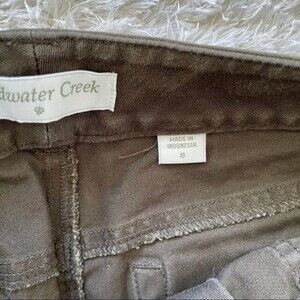 dwater Creek
MADE IN
INDONESIA
8